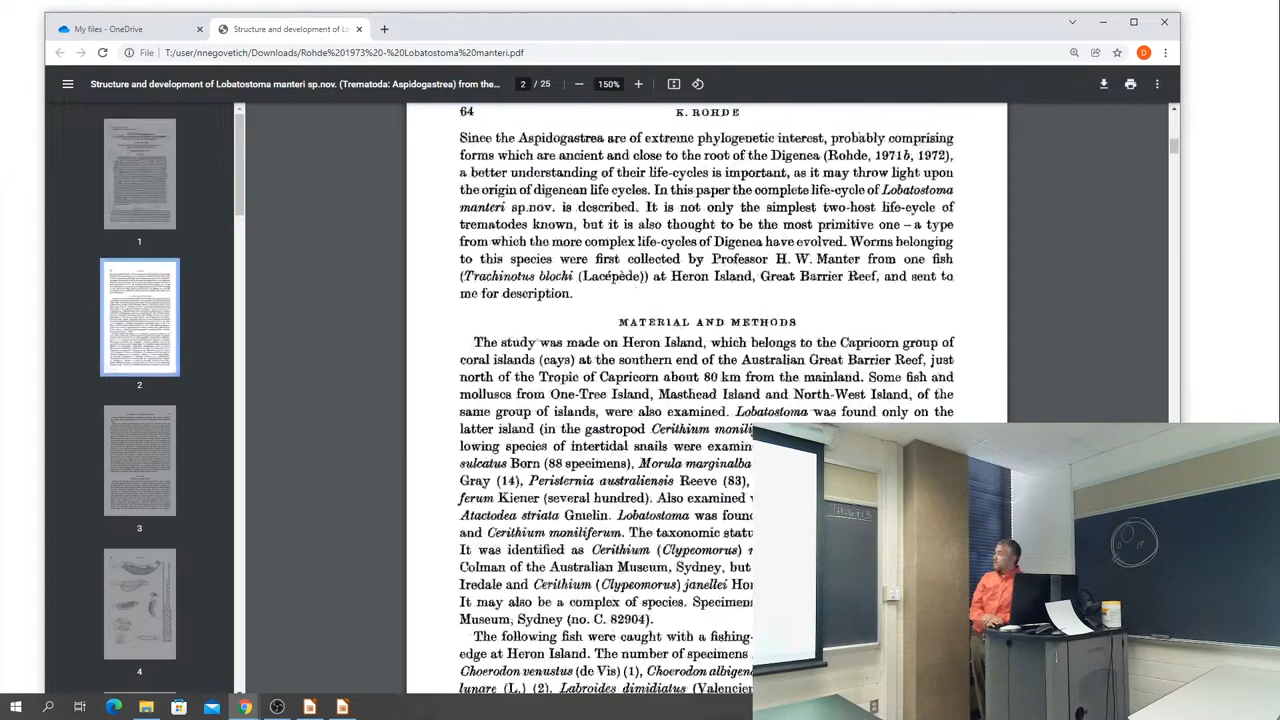 My files - OneDrive
Structure and development of Lo
File
T:/user/nnegovetich/Downloads/Rohde%201973%20-%20Lobatostoma%20manteri.pdf
D
Structure and development of Lobatostoma manteri sp.nov. (Trematoda: Aspidogastrea) from the...
2 / 25
150%
1
2
3
4
64
K. ROHDE
Since the Aspidogastrea are of extreme phylogenetic interest, probably comprising
forms which are ancient and close to the root of the Digenea (Rohde, 1971b, 1972),
a better understanding of their life-cycles is important, as it may throw light upon
the origin of digenean life cycles. In this paper the complete life-cycle of Lobatostoma
manteri sp.nov. is described. It is not only the simplest two-host life-cycle of
trematodes known, but it is also thought to be the most primitive one – a type
from which the more complex life-cycles of Digenea have evolved. Worms belonging
to this species were first collected by Professor H. W. Manter from one fish
(Trachinotus blochi (Lacépède)) at Heron Island, Great Barrier Reef, and sent to
me for description.
MATERIAL AND METHODS
The study was made on Heron Island, which belongs to the Capricorn group of
coral islands (cays) at the southern end of the Australian Great Barrier Reef, just
north of the Tropic of Capricorn about 80 km from the mainland. Some fish and
molluscs from One-Tree Island, Masthead Island and North-West Island, of the
same group of islands, were also examined. Lobatostoma was found only on the
latter island (in the gastropod Cerithium monili
lowing species of intertidal snails were examin
sulcatus Born (88 specimens), Morula marginalba
Gray (14), Peristernia australiensis Reeve (83),
ferum Kiener (several hundred). Also examined
Atactodea striata Gmelin. Lobatostoma was foun
and Cerithium moniliferum. The taxonomic statu
It was identified as Cerithium (Clypeomorus)
Colman of the Australian Museum, Sydney, but
Iredale and Cerithium (Clypeomorus) janellei Ho
It may also be a complex of species. Specimen
Museum, Sydney (no. C. 82904).
The following fish were caught with a fishing-
edge at Heron Island. The number of specimens
Choerodon venustus (de Vis) (1), Choerodon albigen
lunare (L.) (2), Labroides dimidiatus (Valencien